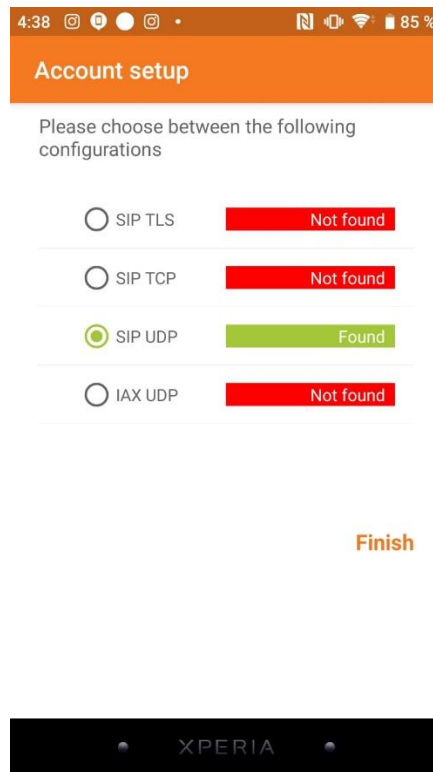 4:38 85 %
Account setup
Please choose between the following
configurations
SIP TLS Not found
SIP TCP Not found
SIP UDP Found
IAX UDP Not found
Finish
XPERIA